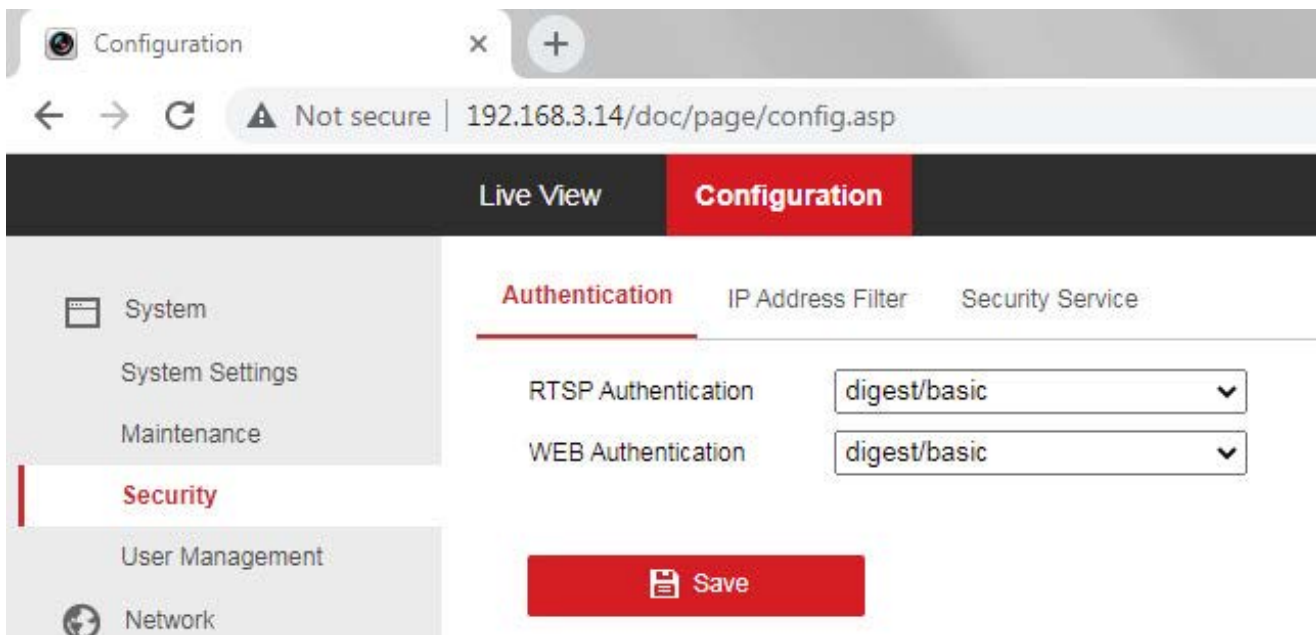 Configuration
Not secure | 192.168.3.14/doc/page/config.asp
Live View Configuration
System
System Settings
Maintenance
Security
User Management
Network
Authentication IP Address Filter Security Service
RTSP Authentication digest/basic
WEB Authentication digest/basic
Save